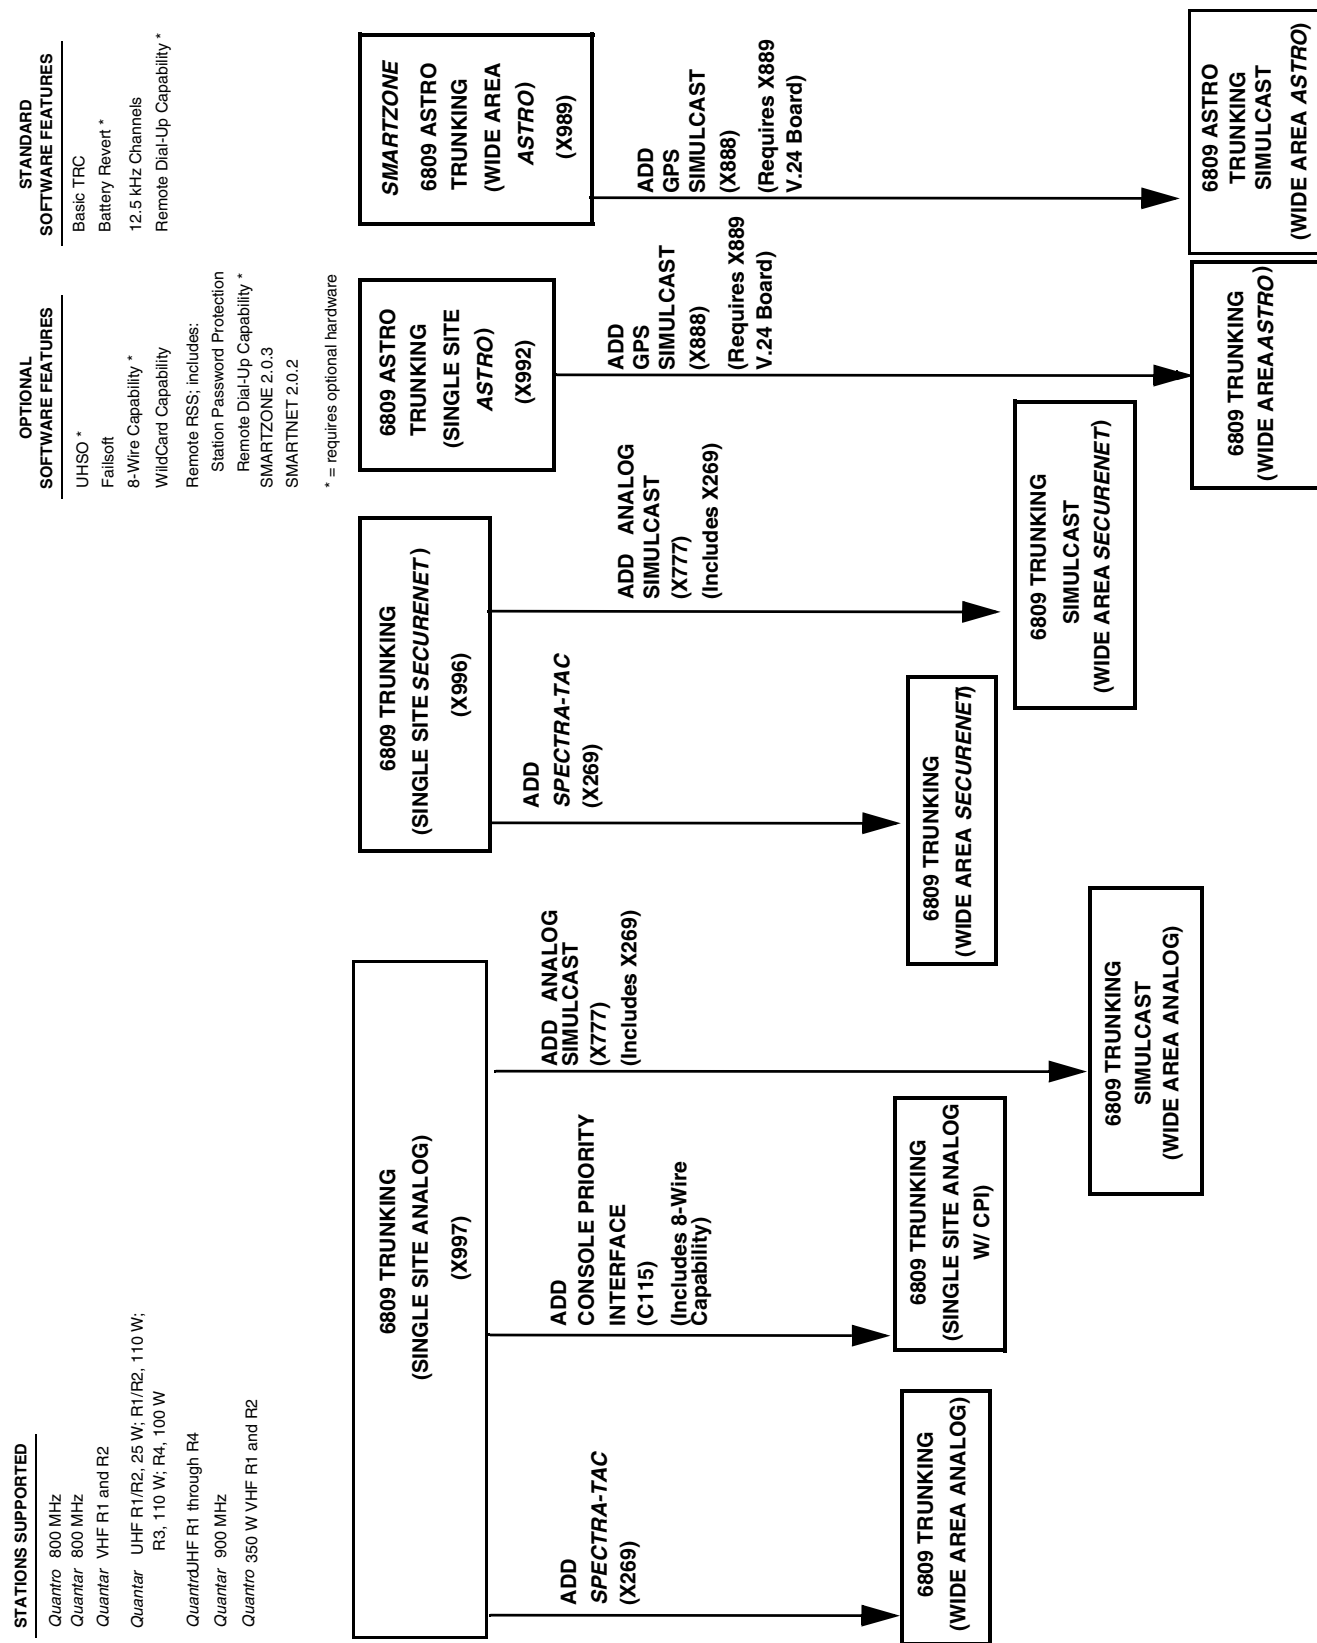 STATIONS SUPPORTED
Quantro 800 MHz
Quantar 800 MHz
Quantar VHF R1 and R2
Quantar UHF R1/R2, 25 W; R1/R2, 110 W;
R3, 110 W; R4, 100 W
QuantroUHF R1 through R4
Quantar 900 MHz
Quantro 350 W VHF R1 and R2
OPTIONAL
SOFTWARE FEATURES
UHSO *
Failsoft
8-Wire Capability *
WildCard Capability
Remote RSS; includes:
Station Password Protection
Remote Dial-Up Capability *
SMARTZONE 2.0.3
SMARTNET 2.0.2
* = requires optional hardware
STANDARD
SOFTWARE FEATURES
Basic TRC
Battery Revert *
12.5 kHz Channels
Remote Dial-Up Capability *
6809 TRUNKING
(SINGLE SITE ANALOG)
(X997)
ADD
SPECTRA-TAC
(X269)
6809 TRUNKING
(WIDE AREA ANALOG)
ADD
CONSOLE PRIORITY
INTERFACE
(C115)
(Includes 8-Wire
Capability)
6809 TRUNKING
(SINGLE SITE ANALOG
W/ CPI)
ADD ANALOG
SIMULCAST
(X777)
(Includes X269)
6809 TRUNKING
SIMULCAST
(WIDE AREA ANALOG)
6809 TRUNKING
(SINGLE SITE SECURENET)
(X996)
ADD
SPECTRA-TAC
(X269)
6809 TRUNKING
(WIDE AREA SECURENET)
ADD ANALOG
SIMULCAST
(X777)
(Includes X269)
6809 TRUNKING
SIMULCAST
(WIDE AREA SECURENET)
6809 ASTRO
TRUNKING
(SINGLE SITE
ASTRO)
(X992)
ADD
GPS
SIMULCAST
(X888)
(Requires X889
V.24 Board)
6809 TRUNKING
(WIDE AREA ASTRO)
SMARTZONE
6809 ASTRO
TRUNKING
(WIDE AREA
ASTRO)
(X989)
ADD
GPS
SIMULCAST
(X888)
(Requires X889
V.24 Board)
6809 ASTRO
TRUNKING
SIMULCAST
(WIDE AREA ASTRO)